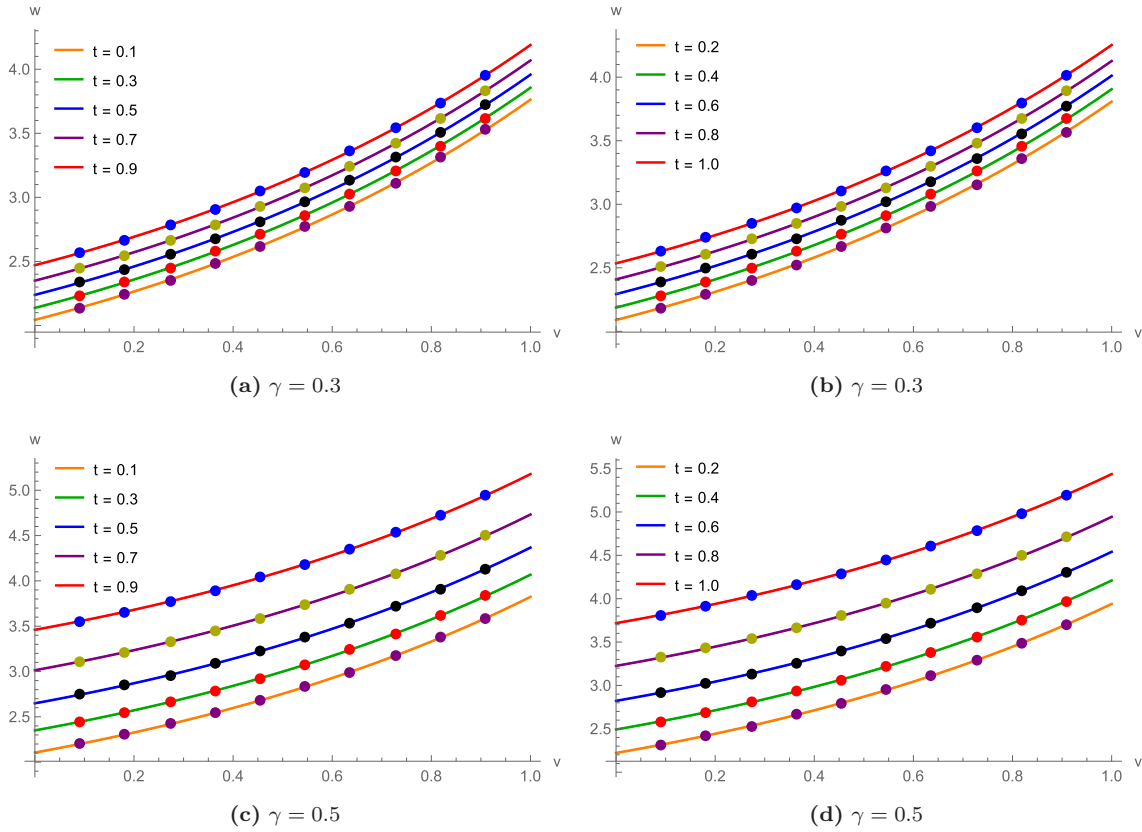 w
t = 0.1
t = 0.3
t = 0.5
t = 0.7
t = 0.9
4.0
3.5
3.0
2.5
0.2
0.4
0.6
0.8
1.0
v
(a) γ = 0.3
w
t = 0.2
t = 0.4
t = 0.6
t = 0.8
t = 1.0
4.0
3.5
3.0
2.5
0.2
0.4
0.6
0.8
1.0
v
(b) γ = 0.3
w
t = 0.1
t = 0.3
t = 0.5
t = 0.7
t = 0.9
5.0
4.5
4.0
3.5
3.0
2.5
0.2
0.4
0.6
0.8
1.0
v
(c) γ = 0.5
w
t = 0.2
t = 0.4
t = 0.6
t = 0.8
t = 1.0
5.5
5.0
4.5
4.0
3.5
3.0
2.5
0.2
0.4
0.6
0.8
1.0
v
(d) γ = 0.5